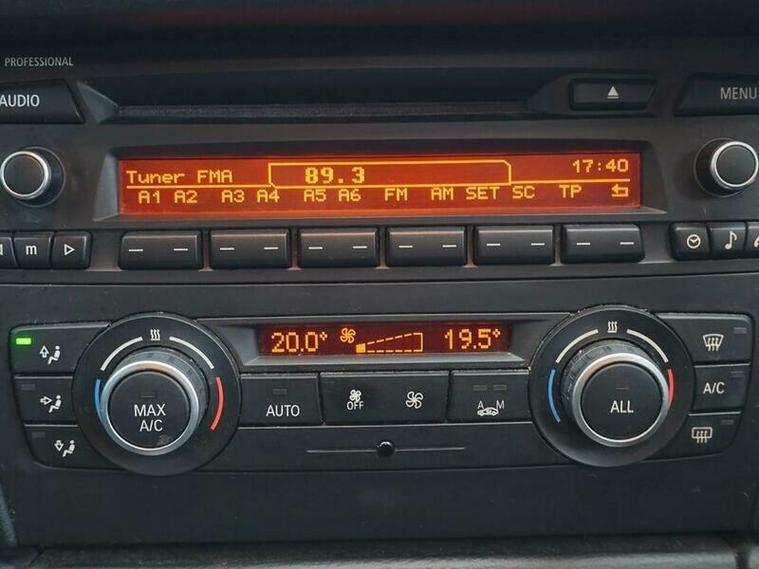 PROFESSIONAL
AUDIO
MENU
Tuner FMA 89.3 17:40
A1 A2 A3 A4 A5 A6 FM AM SET SC TP
m
20.0° 19.5°
MAX
A/C
AUTO
OFF
A M
ALL
A/C